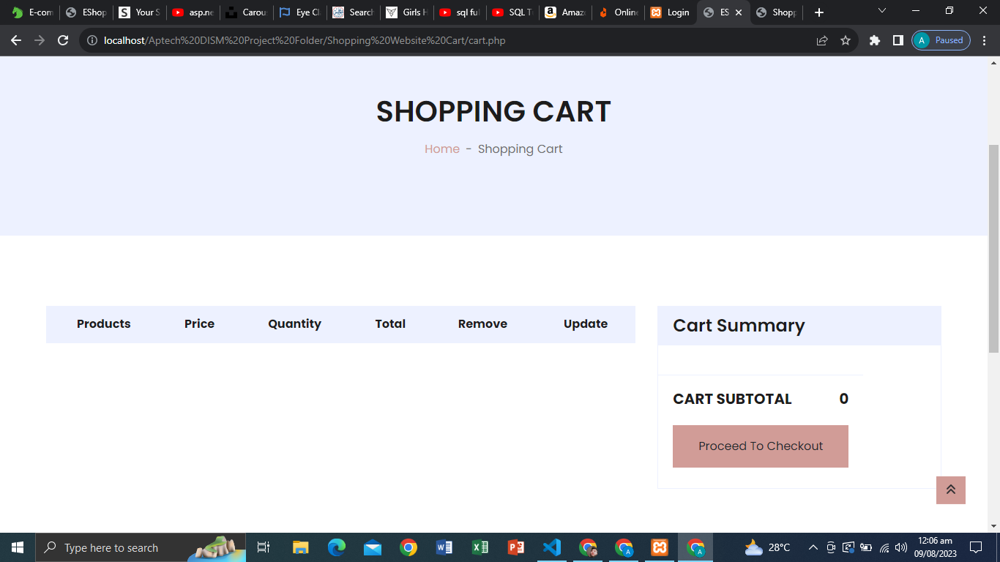 E-com
EShop
Your S
asp.ne
Carou
Eye Cl
Search
Girls H
sql ful
SQL T
Amaz
Online
Login
ES
Shopp
localhost/Aptech%20DISM%20Project%20Folder/Shopping%20Website%20Cart/cart.php
A Paused
SHOPPING CART
Home - Shopping Cart
Products Price Quantity Total Remove Update
Cart Summary
CART SUBTOTAL 0
Proceed To Checkout
Type here to search
28°C
12:06 am
09/08/2023